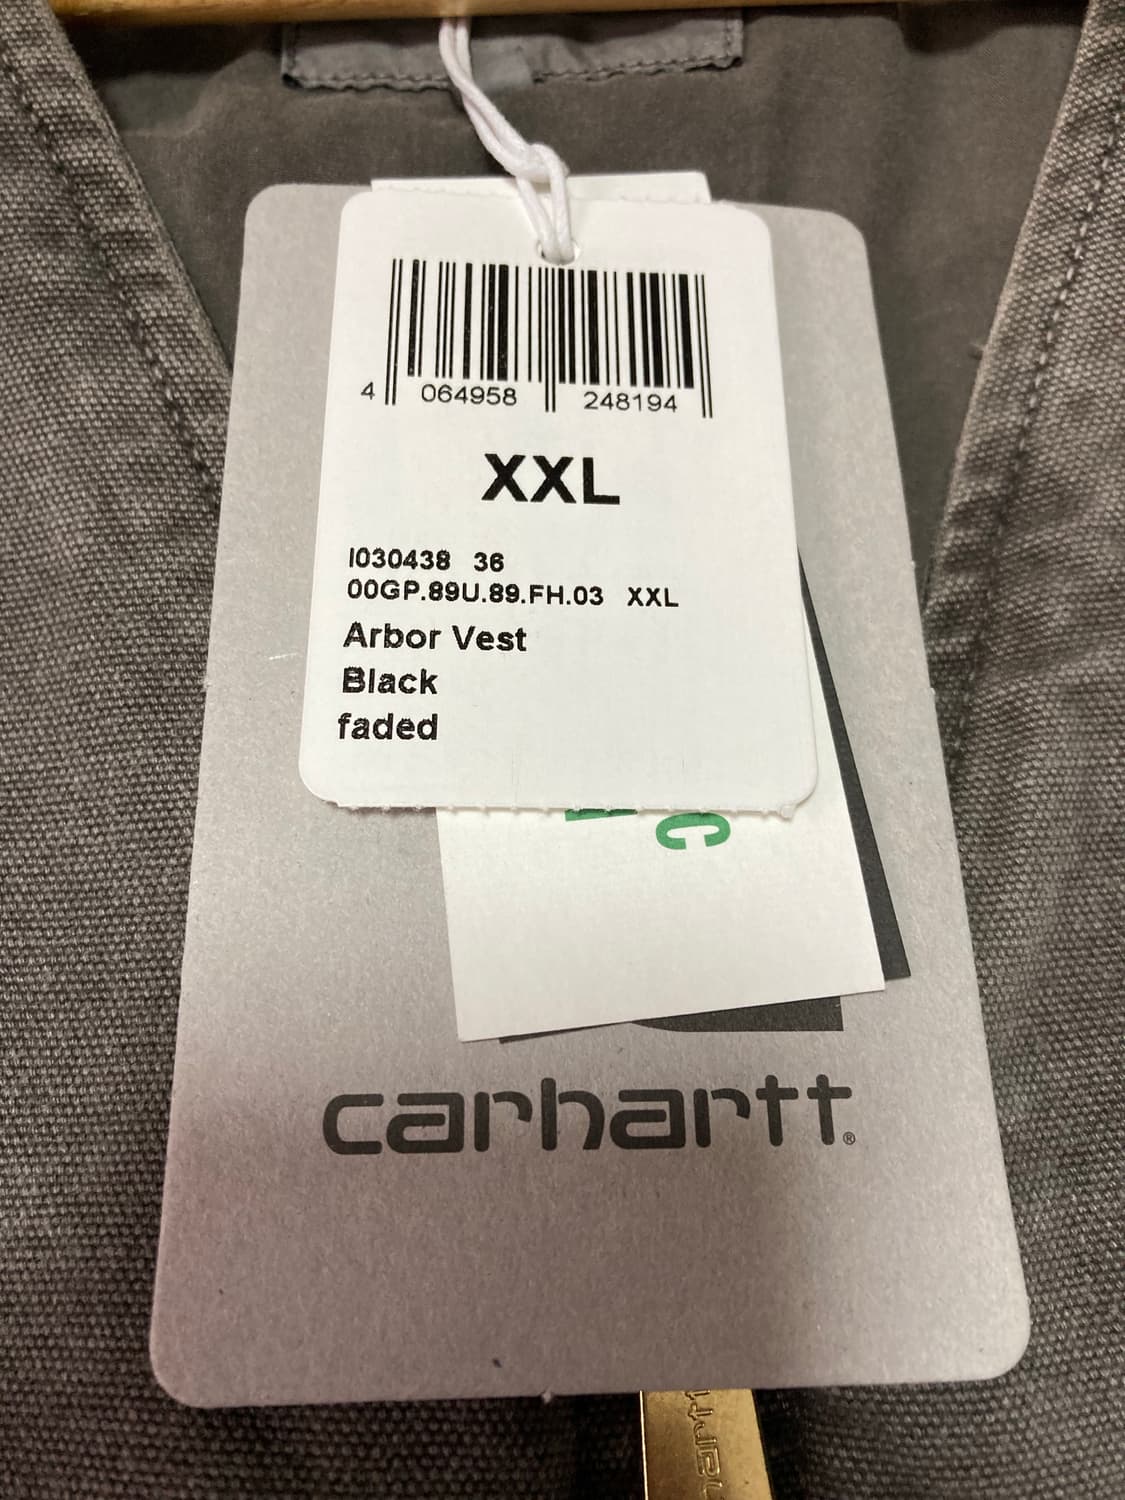 4 064958 248194
XXL
I030438 36
00GP.89U.89.FH.03 XXL
Arbor Vest
Black
faded
c
carhartt®